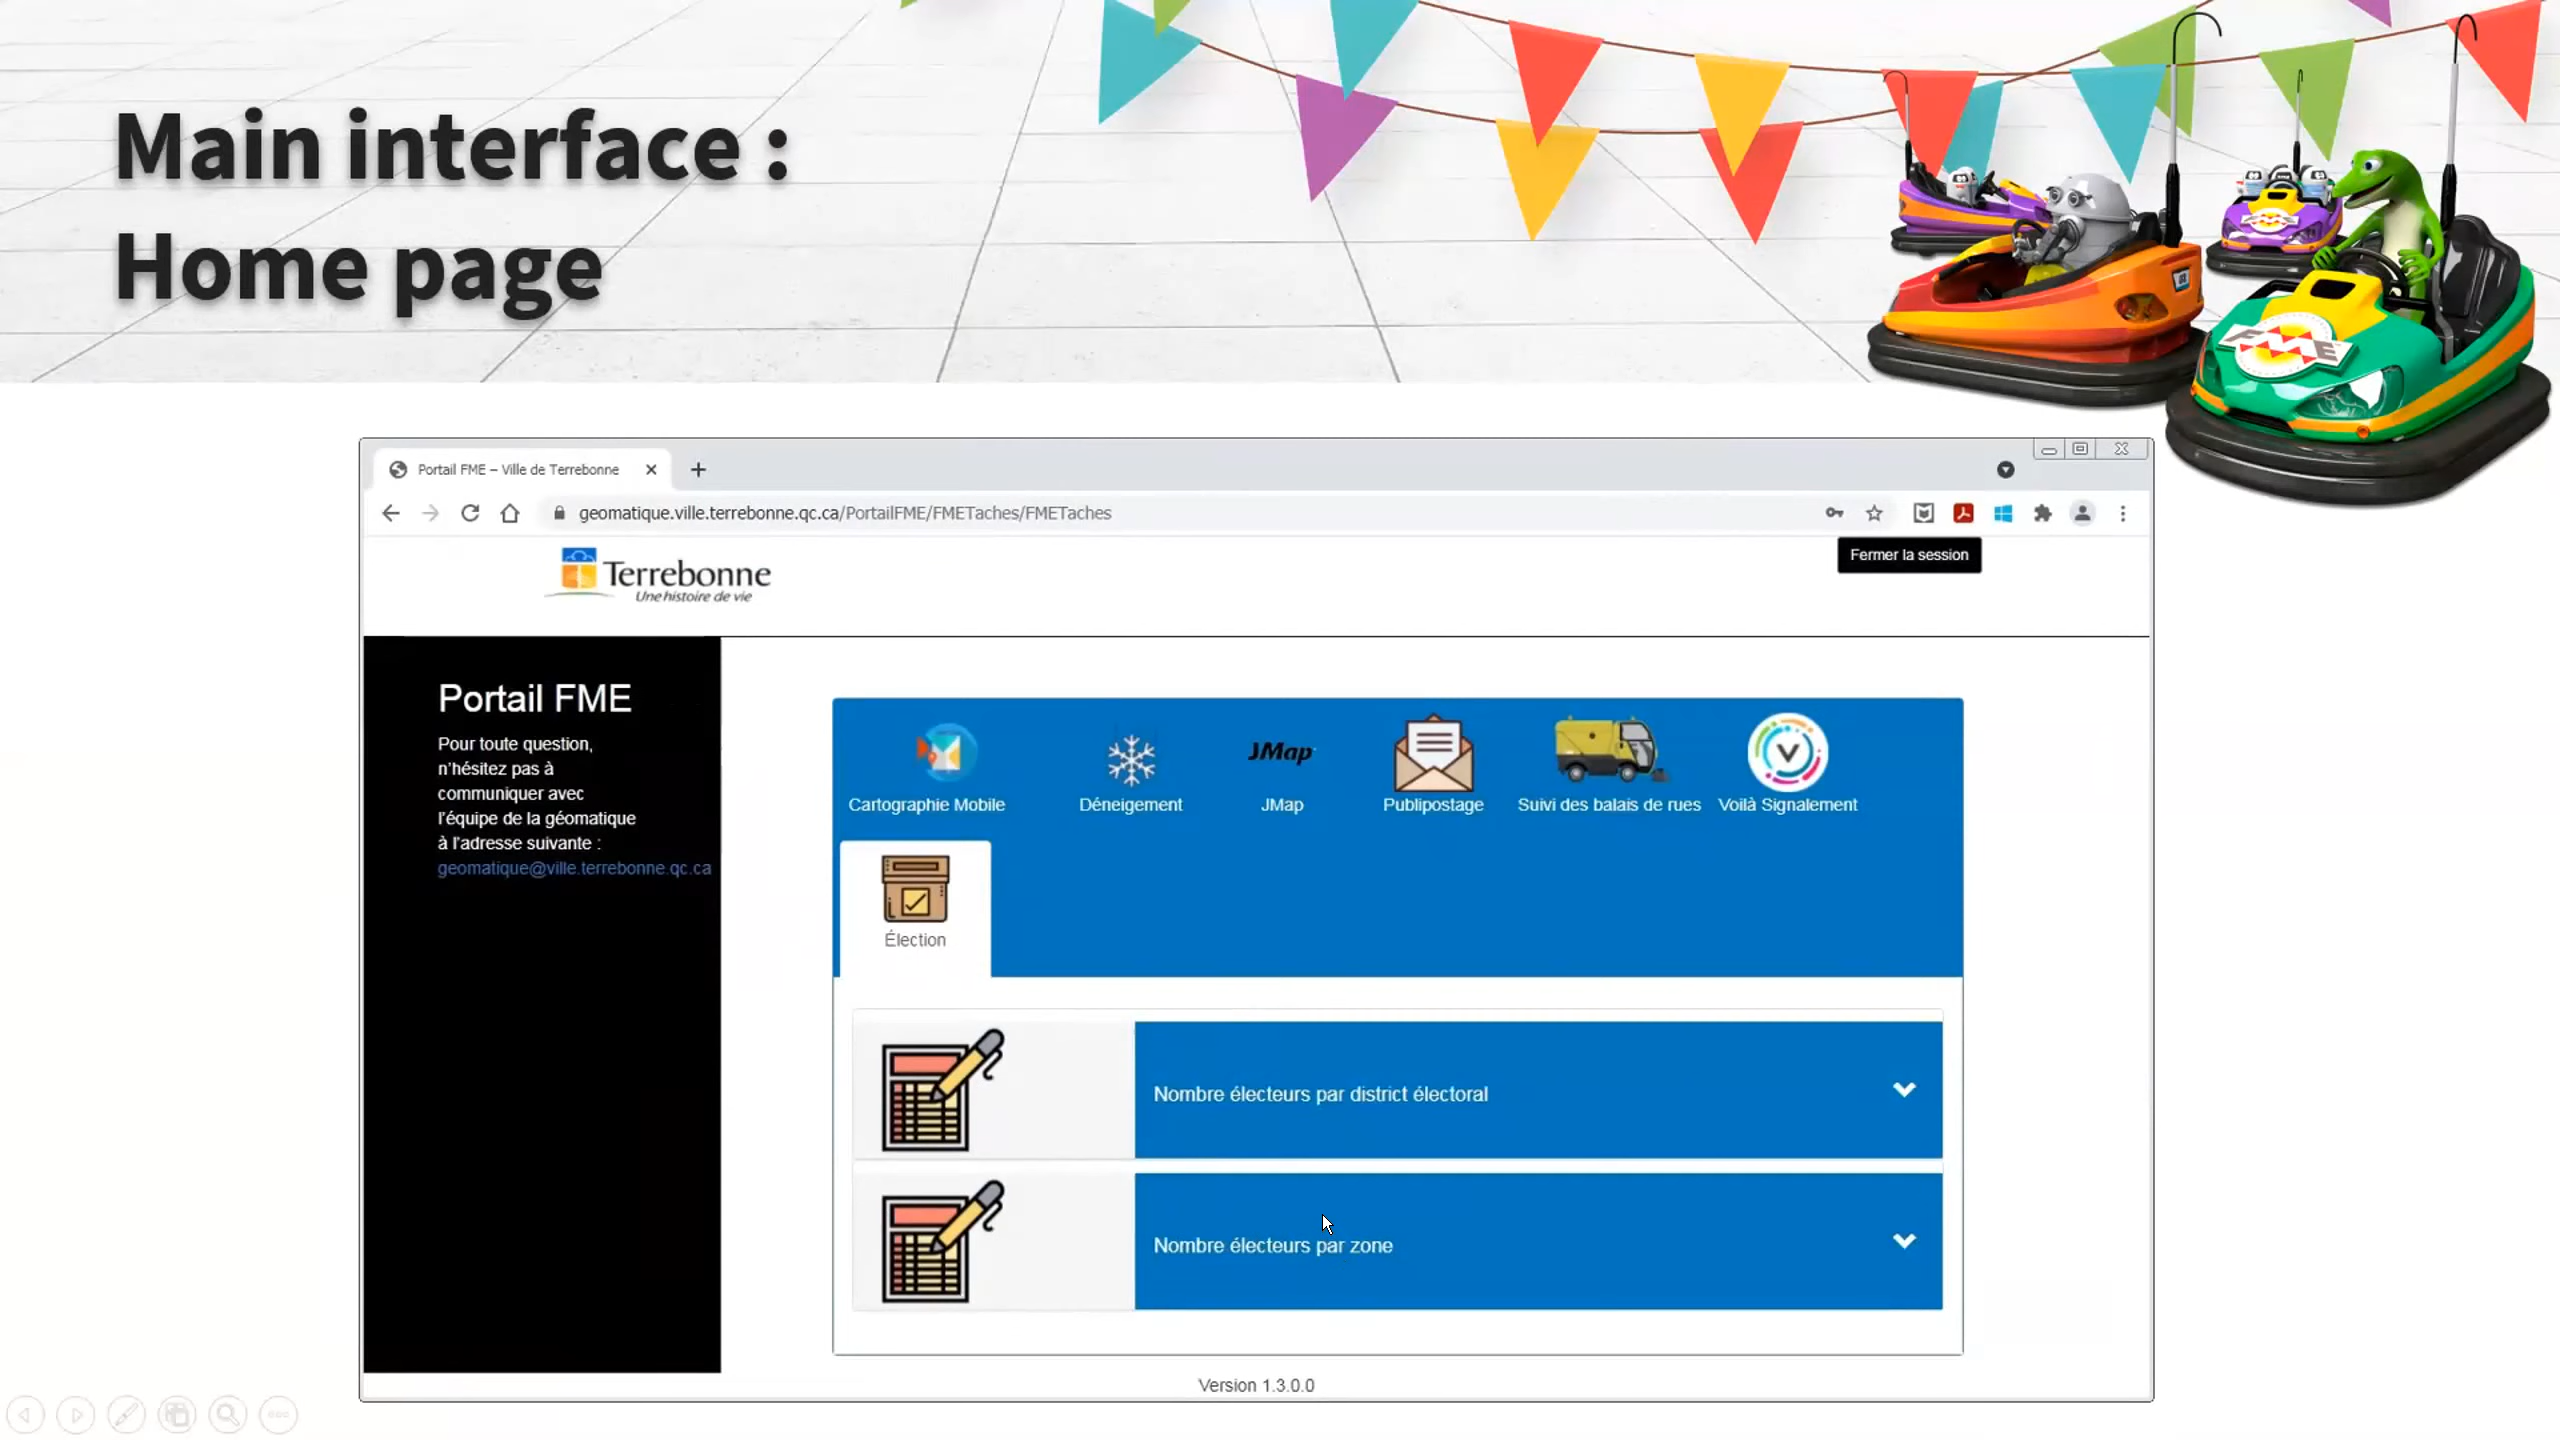 Main interface :
Home page
FME
FME
Portail FME – Ville de Terrebonne
geomatique.ville.terrebonne.qc.ca/PortailFME/FMETaches/FMETaches
Terrebonne
Une histoire de vie
Fermer la session
Portail FME
Pour toute question,
n'hésitez pas à
communiquer avec
l'équipe de la géomatique
à l'adresse suivante :
geomatique@ville.terrebonne.qc.ca
JMap
Cartographie Mobile
Déneigement
JMap
Publipostage
Suivi des balais de rues
V
Voilà Signalement
Élection
Nombre électeurs par district électoral
Nombre électeurs par zone
Version 1.3.0.0